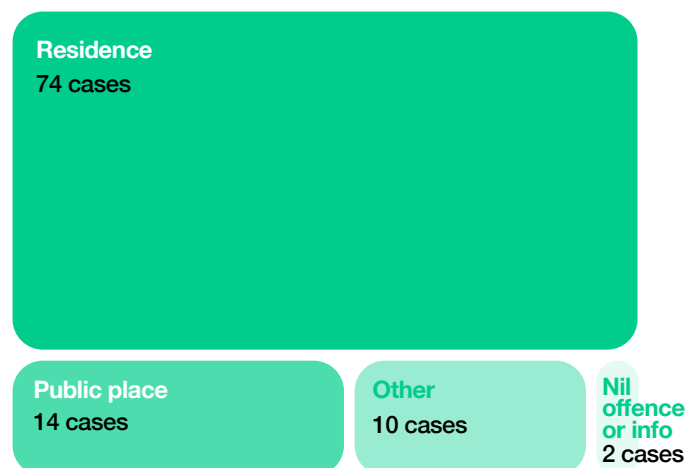 Residence
74 cases
Public place
14 cases
Other
10 cases
Nil
offence
or info
2 cases